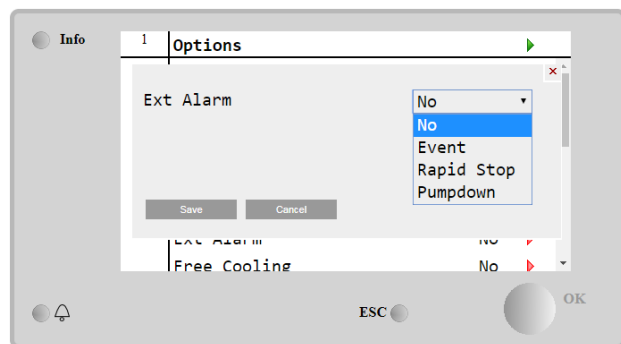 Info
1 Options
×
Ext Alarm No
No
Event
Rapid Stop
Pumpdown
Save Cancel
Ext Alarm No
Free Cooling No
ESC
OK